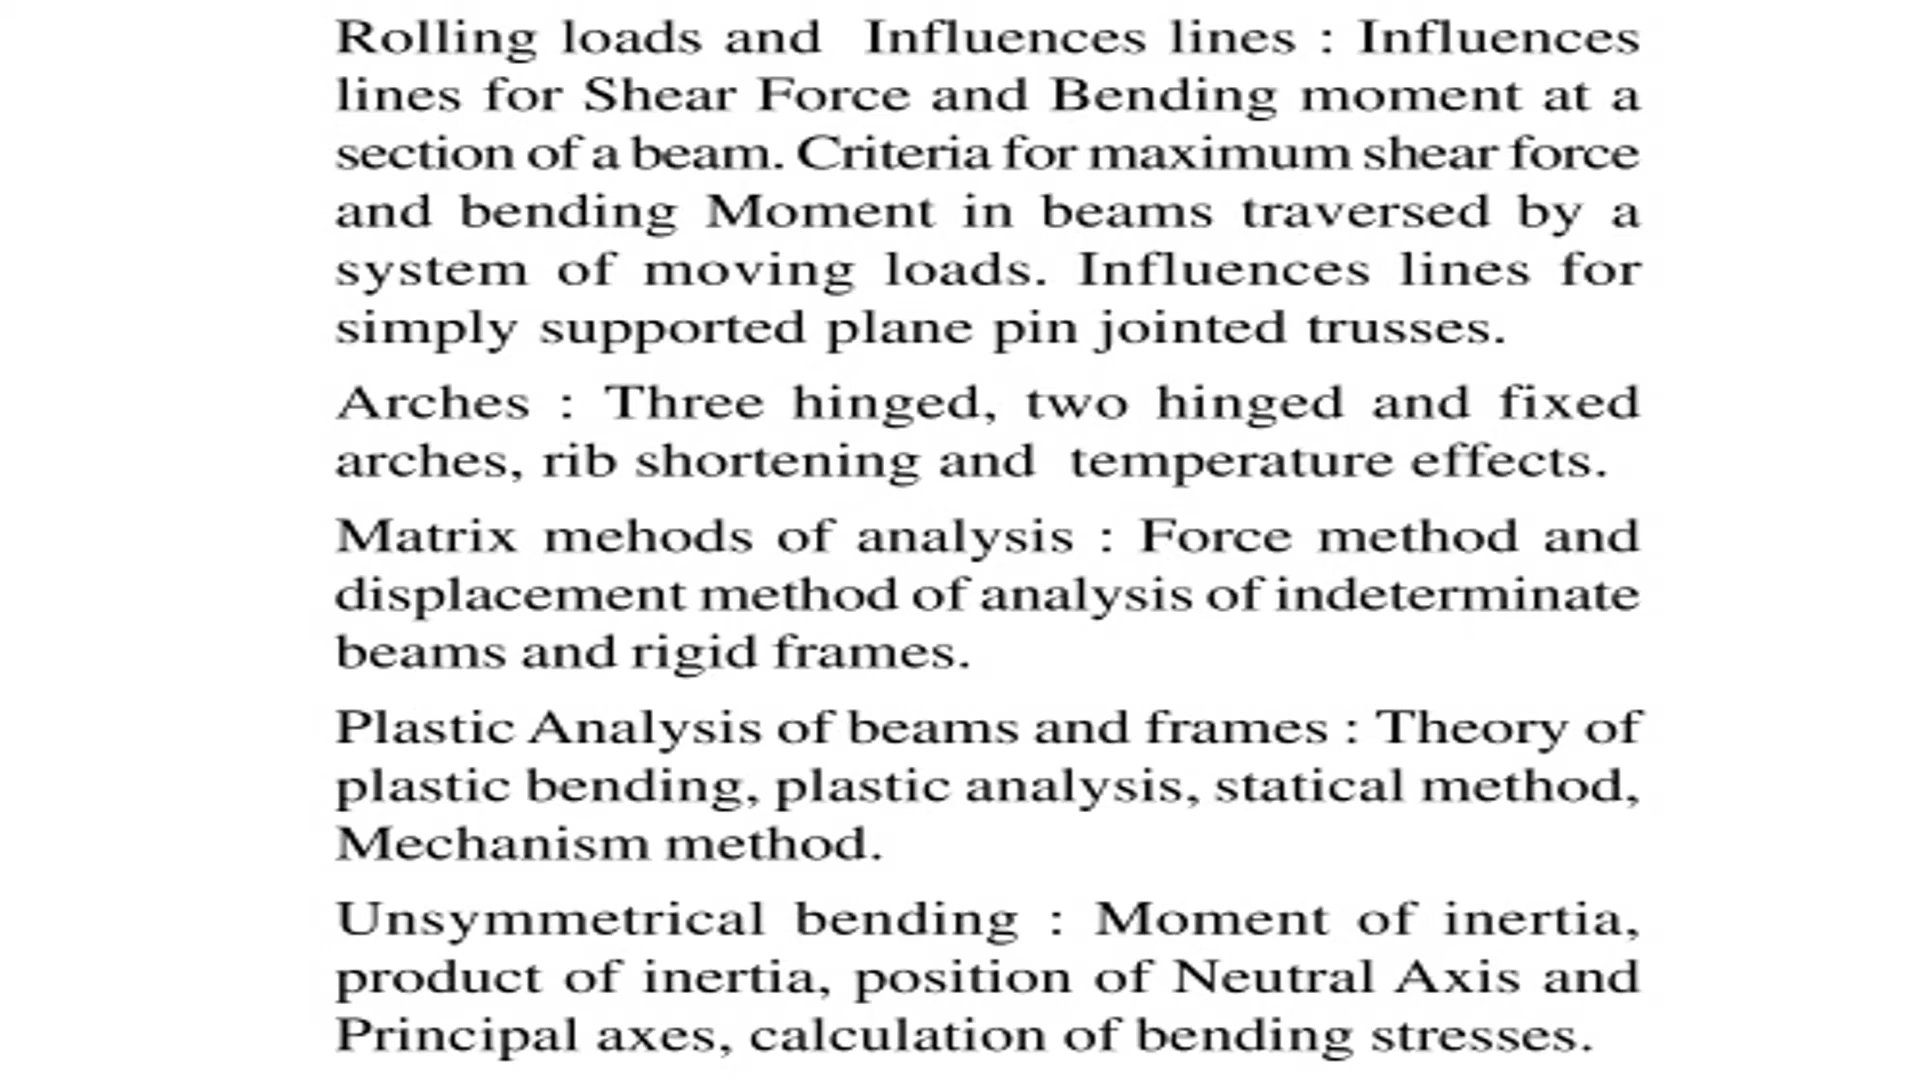 Rolling loads and Influences lines : Influences
lines for Shear Force and Bending moment at a
section of a beam. Criteria for maximum shear force
and bending Moment in beams traversed by a
system of moving loads. Influences lines for
simply supported plane pin jointed trusses.
Arches : Three hinged, two hinged and fixed
arches, rib shortening and temperature effects.
Matrix mehods of analysis : Force method and
displacement method of analysis of indeterminate
beams and rigid frames.
Plastic Analysis of beams and frames : Theory of
plastic bending, plastic analysis, statical method,
Mechanism method.
Unsymmetrical bending : Moment of inertia,
product of inertia, position of Neutral Axis and
Principal axes, calculation of bending stresses.